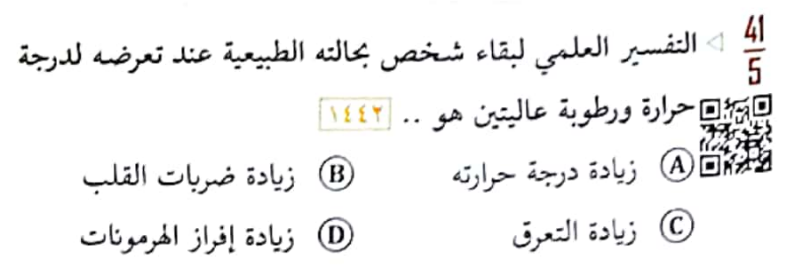 41
5
◁ التفسير العلمي لبقاء شخص بحالته الطبيعية عند تعرضه لدرجة
حرارة ورطوبة عاليتين هو .. ١٤٤٢
A زيادة درجة حرارته
B زيادة ضربات القلب
C زيادة التعرق
D زيادة إفراز الهرمونات